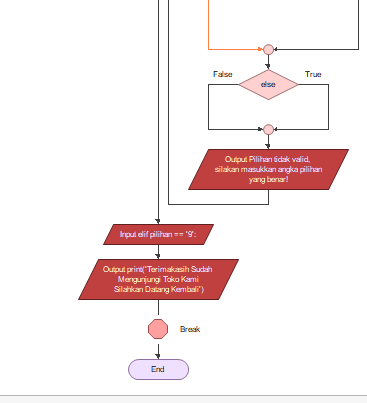 False
True
else
Output Pilihan tidak valid,
silakan masukkan angka pilihan
yang benar!
Input elif pilihan == '9':
Output print("Terimakasih Sudah
Mengunjungi Toko Kami
Silahkan Datang Kembali")
Break
End